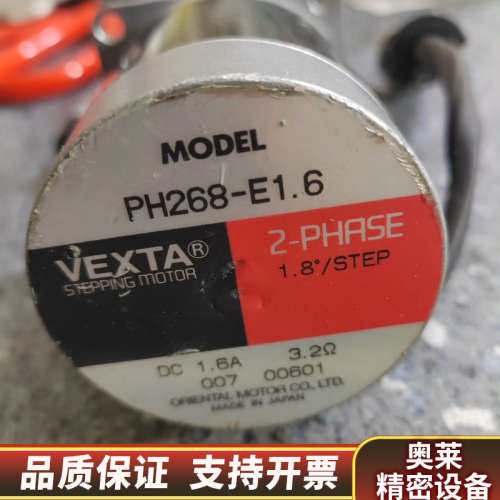 MODEL
PH268-E1.6
VEXTA®
STEPPING MOTOR
2-PHASE
1.8°/STEP
DC 1.6A 3.2Ω
007 00601
ORIENTAL MOTOR CO., LTD.
MADE IN JAPAN
品质保证 支持开票
奥莱
精密设备